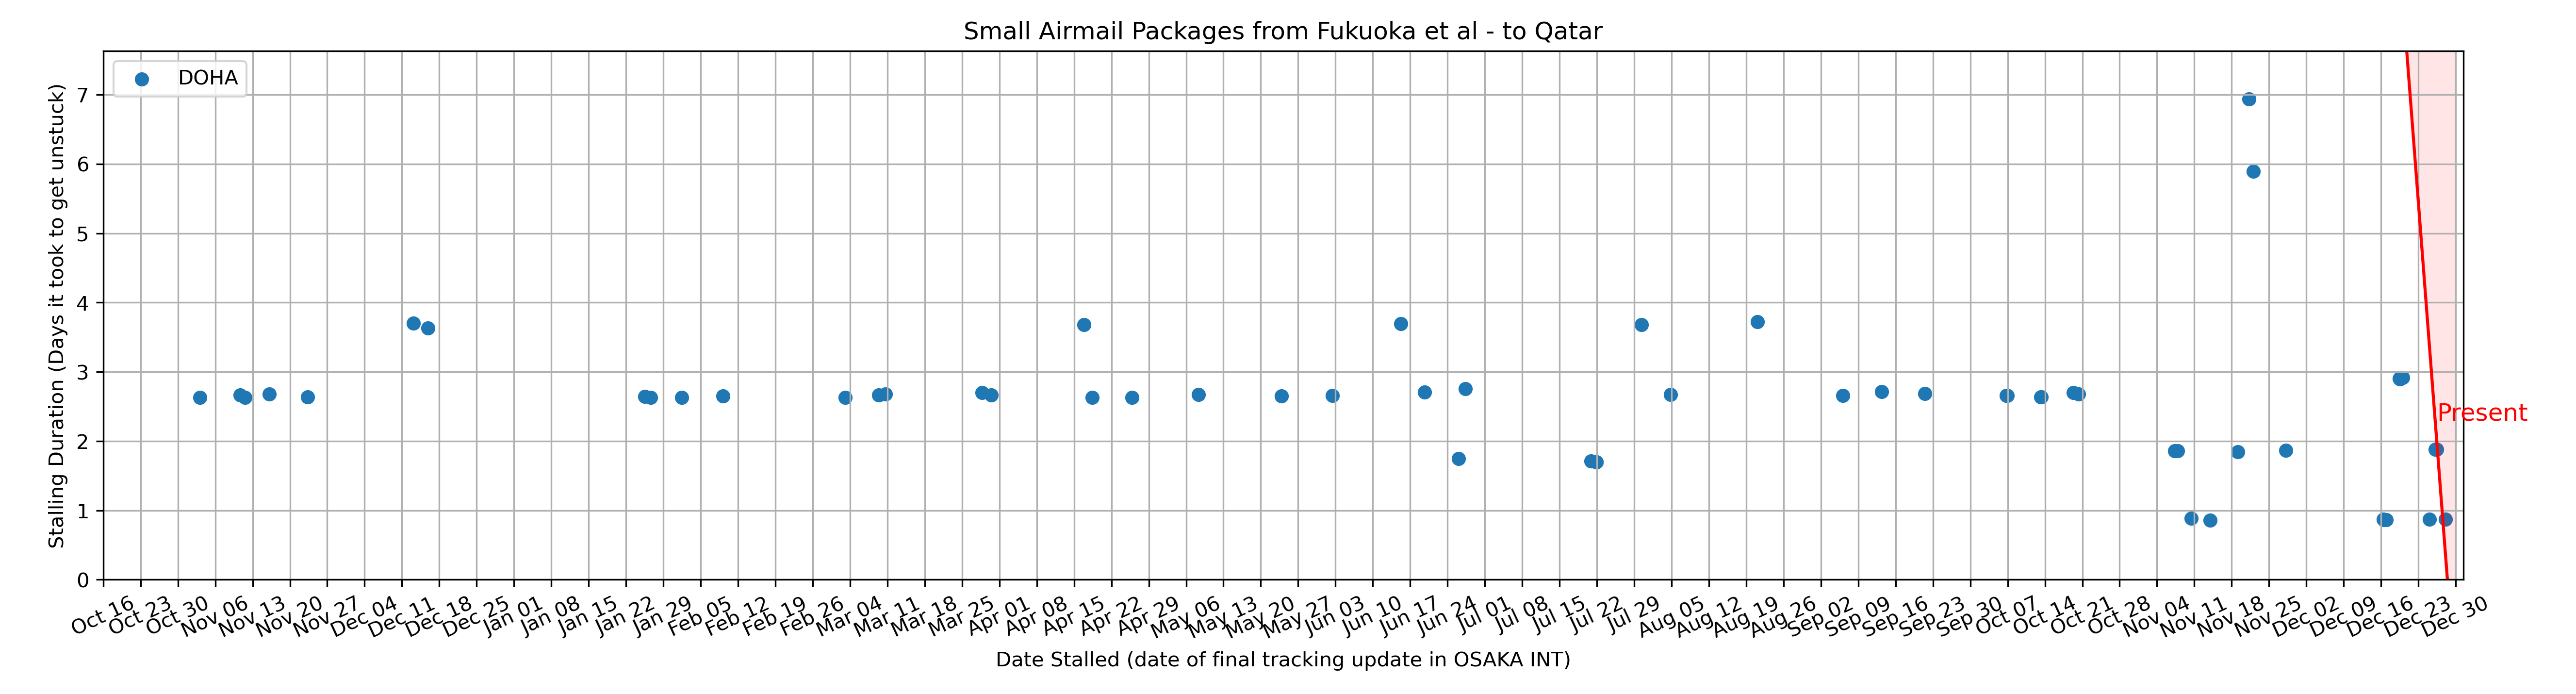 Small Airmail Packages from Fukuoka et al - to Qatar
DOHA
Stalling Duration (Days it took to get unstuck)
7
6
5
4
3
2
1
0
Present
Oct 16
Oct 23
Oct 30
Nov 06
Nov 13
Nov 20
Nov 27
Dec 04
Dec 11
Dec 18
Dec 25
Jan 01
Jan 08
Jan 15
Jan 22
Jan 29
Feb 05
Feb 12
Feb 19
Feb 26
Mar 04
Mar 11
Mar 18
Mar 25
Apr 01
Apr 08
Apr 15
Apr 22
Apr 29
May 06
May 13
May 20
May 27
Jun 03
Jun 10
Jun 17
Jun 24
Jul 01
Jul 08
Jul 15
Jul 22
Jul 29
Aug 05
Aug 12
Aug 19
Aug 26
Sep 02
Sep 09
Sep 16
Sep 23
Sep 30
Oct 07
Oct 14
Oct 21
Oct 28
Nov 04
Nov 11
Nov 18
Nov 25
Dec 02
Dec 09
Dec 16
Dec 23
Dec 30
Date Stalled (date of final tracking update in OSAKA INT)